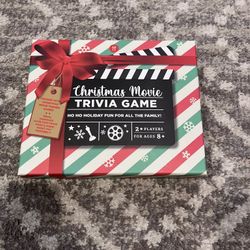 Christmas Movie
TRIVIA GAME
HO HO HOLIDAY FUN FOR ALL THE FAMILY!
2+ PLAYERS
FOR AGES 8+